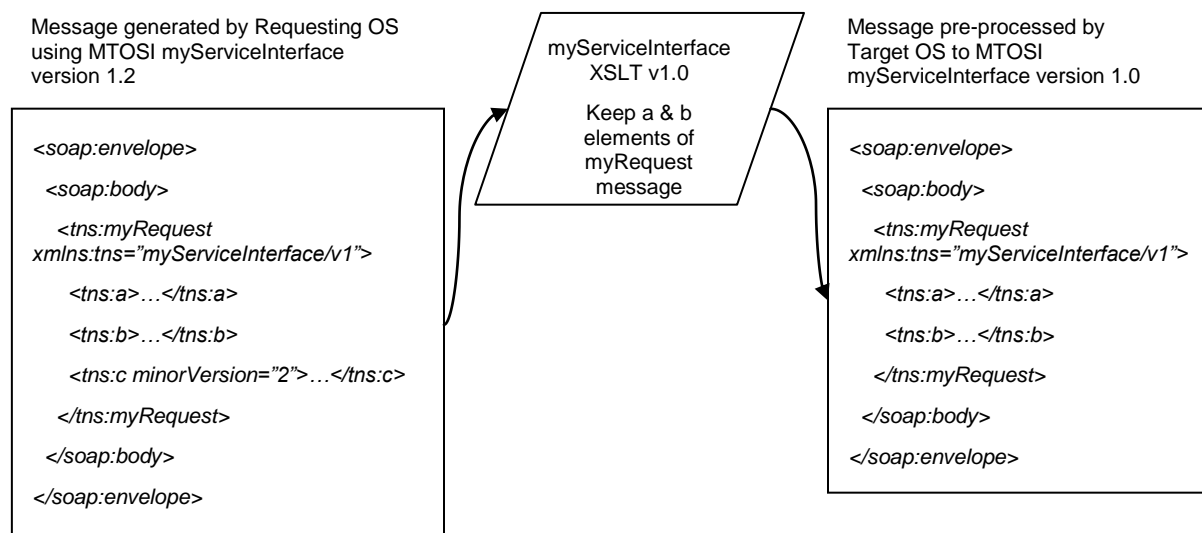 Message generated by Requesting OS
using MTOSI myServiceInterface
version 1.2
<soap:envelope>
<soap:body>
<tns:myRequest
xmlns:tns=”myServiceInterface/v1”>
<tns:a>…</tns:a>
<tns:b>…</tns:b>
<tns:c minorVersion=”2”>…</tns:c>
</tns:myRequest>
</soap:body>
</soap:envelope>
myServiceInterface
XSLT v1.0
Keep a & b
elements of
myRequest
message
Message pre-processed by
Target OS to MTOSI
myServiceInterface version 1.0
<soap:envelope>
<soap:body>
<tns:myRequest
xmlns:tns=”myServiceInterface/v1”>
<tns:a>…</tns:a>
<tns:b>…</tns:b>
</tns:myRequest>
</soap:body>
</soap:envelope>